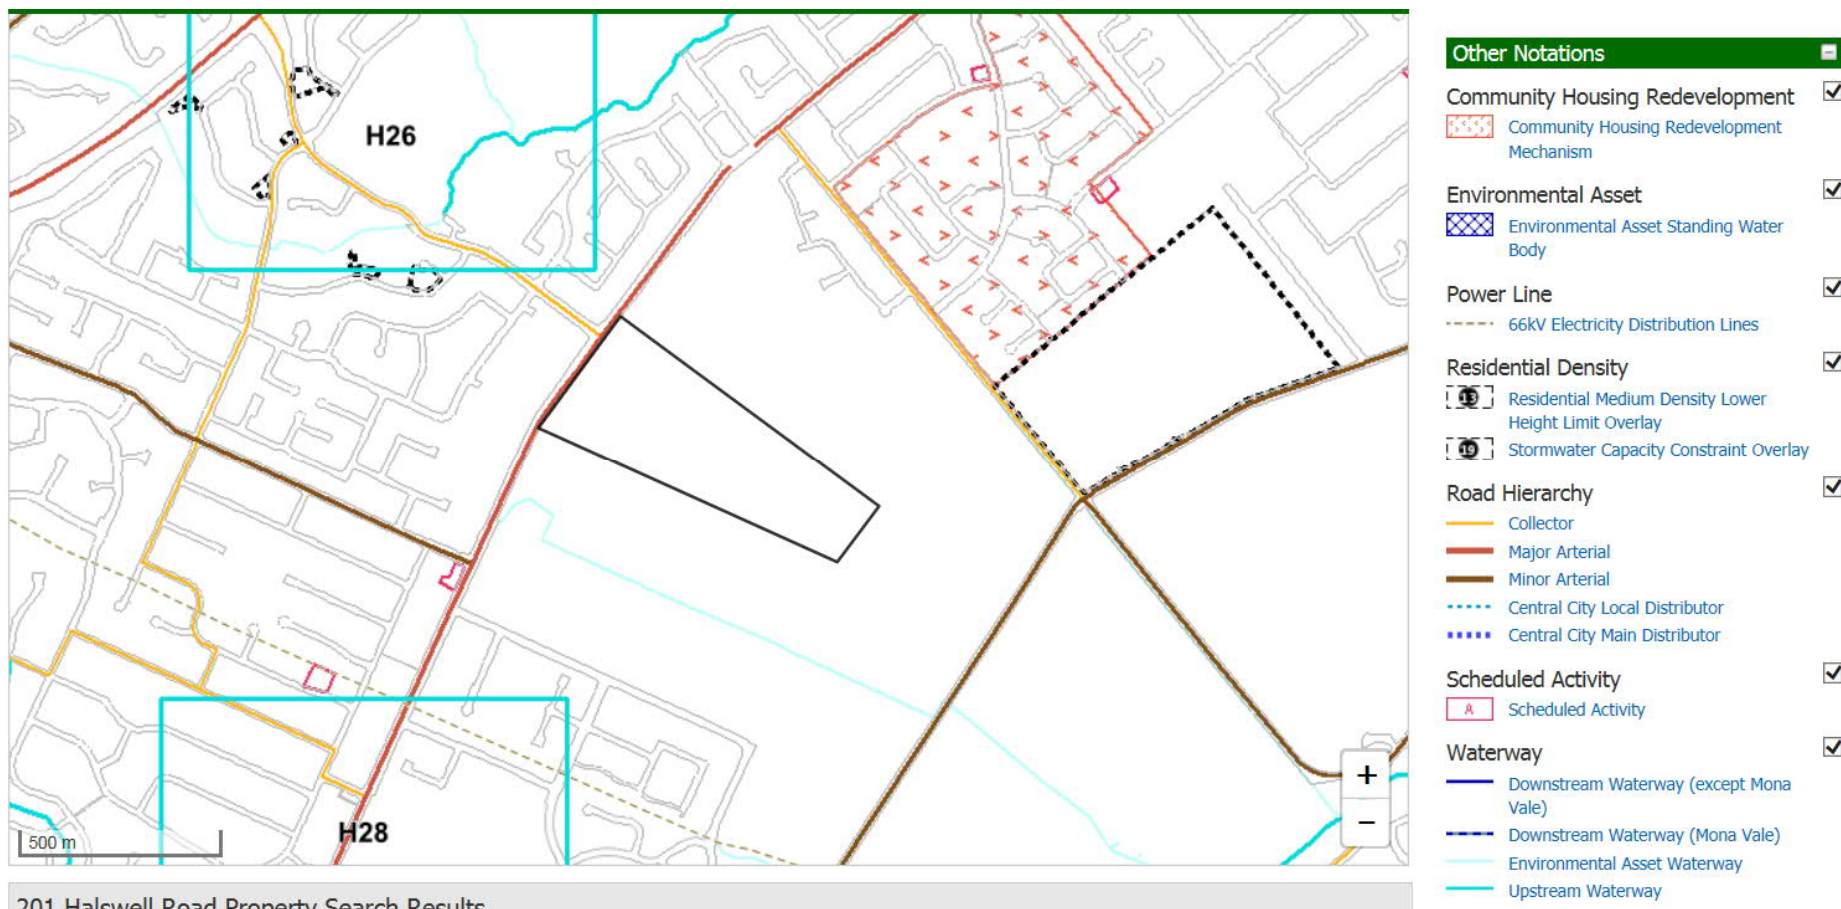 H26
H28
500 m
+
−
201 Halswell Road Property Search Results
Other Notations
Community Housing Redevelopment
Community Housing Redevelopment
Mechanism
Environmental Asset
Environmental Asset Standing Water
Body
Power Line
66kV Electricity Distribution Lines
Residential Density
13 Residential Medium Density Lower
Height Limit Overlay
19 Stormwater Capacity Constraint Overlay
Road Hierarchy
Collector
Major Arterial
Minor Arterial
Central City Local Distributor
Central City Main Distributor
Scheduled Activity
Scheduled Activity
Waterway
Downstream Waterway (except Mona
Vale)
Downstream Waterway (Mona Vale)
Environmental Asset Waterway
Upstream Waterway